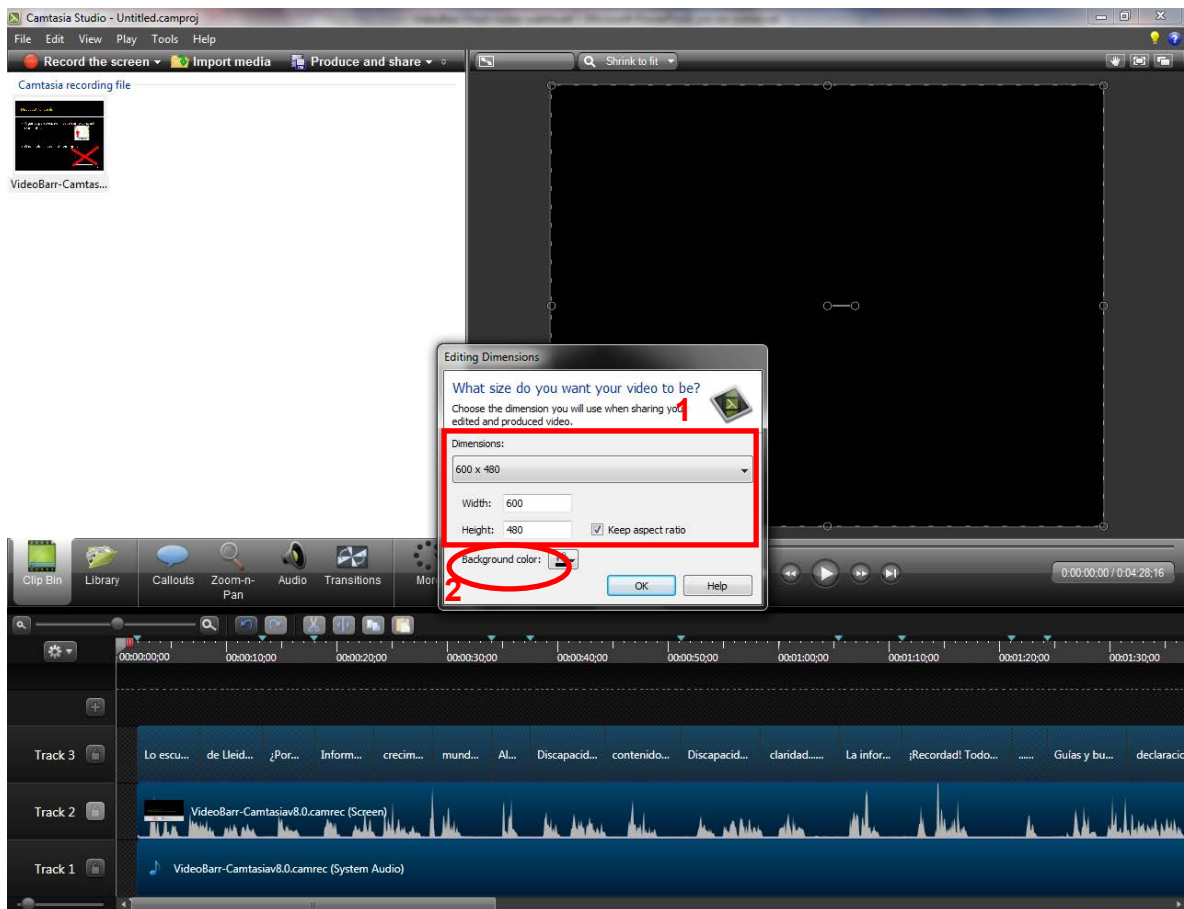 Camtasia Studio - Untitled.camproj
File Edit View Play Tools Help
Record the screen Import media Produce and share
Shrink to fit
Camtasia recording file
VideoBarr-Camtas...
Editing Dimensions
What size do you want your video to be?
Choose the dimension you will use when sharing your
edited and produced video.
1
Dimensions:
600 x 480
Width: 600
Height: 480 Keep aspect ratio
Background color:
2
OK Help
Clip Bin Library Callouts Zoom-n-Pan Audio Transitions Mor
0:00:00;00 / 0:04:28;16
00:00:00;00 00:00:10;00 00:00:20;00 00:00:30;00 00:00:40;00 00:00:50;00 00:01:00;00 00:01:10;00 00:01:20;00 00:01:30;00
Track 3 Lo escu... de Lleid... ¿Por... Inform... crecim... mund... Al... Discapacid... contenido... Discapacid... claridad..... La infor... ¡Recordad! Todo... ...... Guías y bu... declaracio
Track 2 VideoBarr-Camtasiav8.0.camrec (Screen)
Track 1 VideoBarr-Camtasiav8.0.camrec (System Audio)